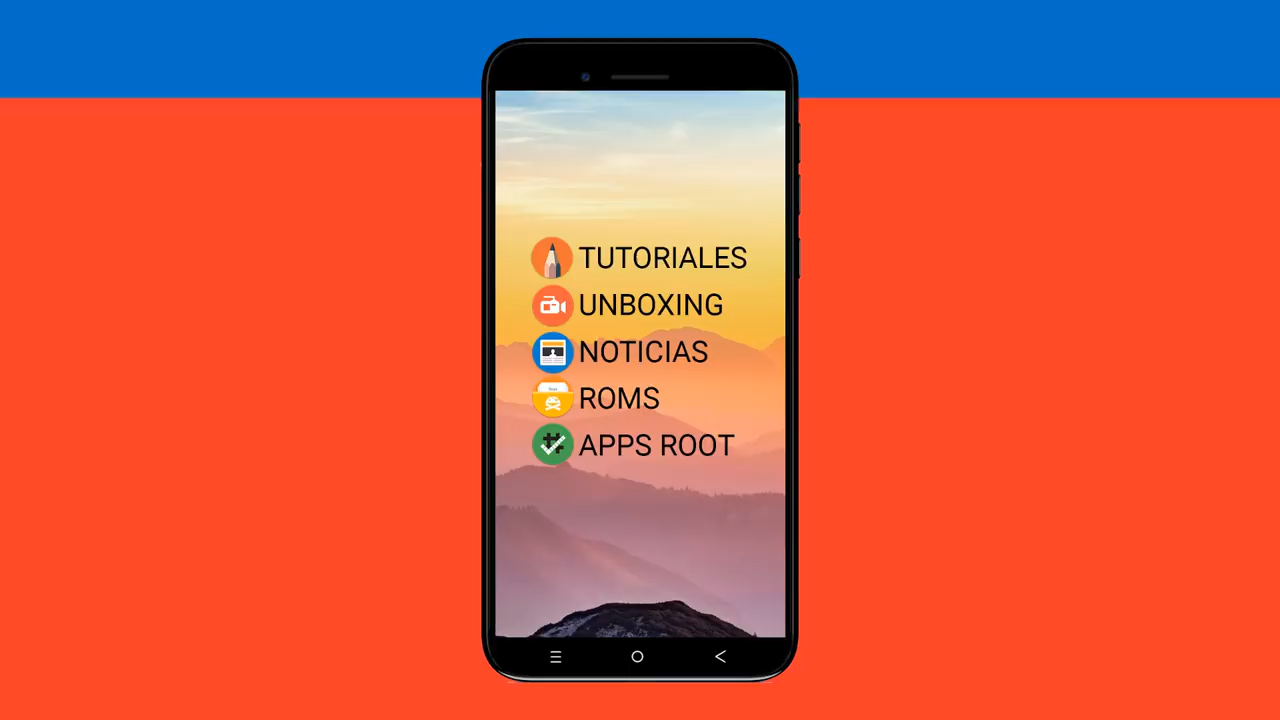 TUTORIALES
UNBOXING
NOTICIAS
ROMS
APPS ROOT